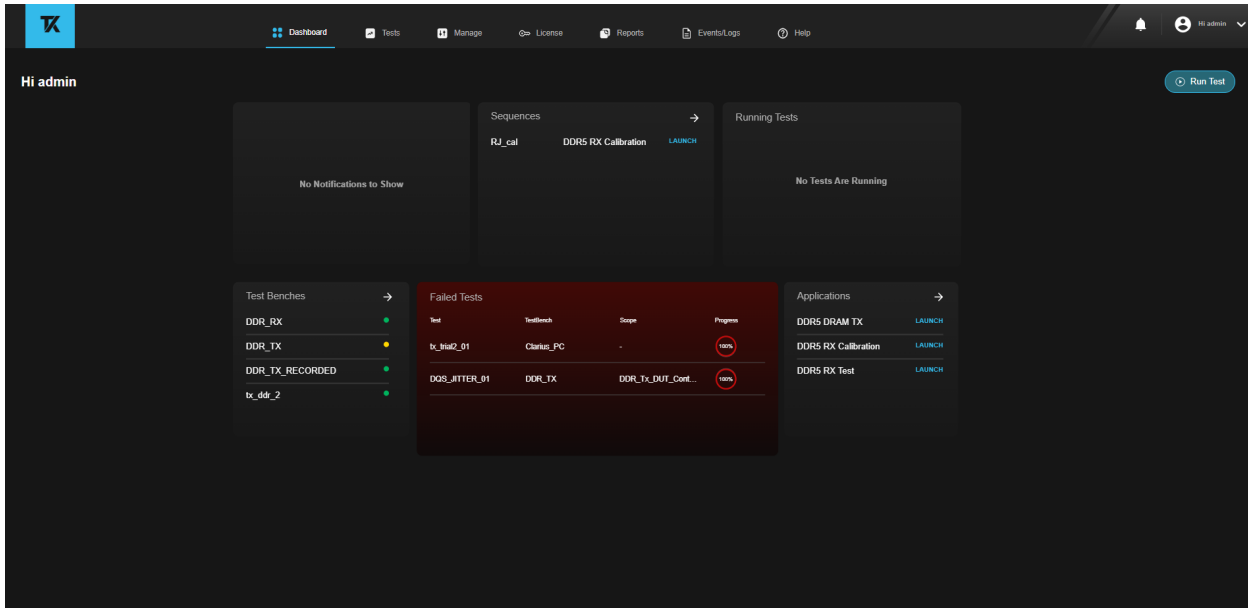 TK
Dashboard Tests Manage License Reports Events/Logs Help Hi admin
Hi admin
Run Test
No Notifications to Show
Sequences
RJ_cal DDR5 RX Calibration LAUNCH
Running Tests
No Tests Are Running
Test Benches
DDR_RX
DDR_TX
DDR_TX_RECORDED
tx_ddr_2
Failed Tests
Test TestBench Scope Progress
tx_trial2_01 Clarius_PC - 100%
DQS_JITTER_01 DDR_TX DDR_Tx_DUT_Cont... 100%
Applications
DDR5 DRAM TX LAUNCH
DDR5 RX Calibration LAUNCH
DDR5 RX Test LAUNCH